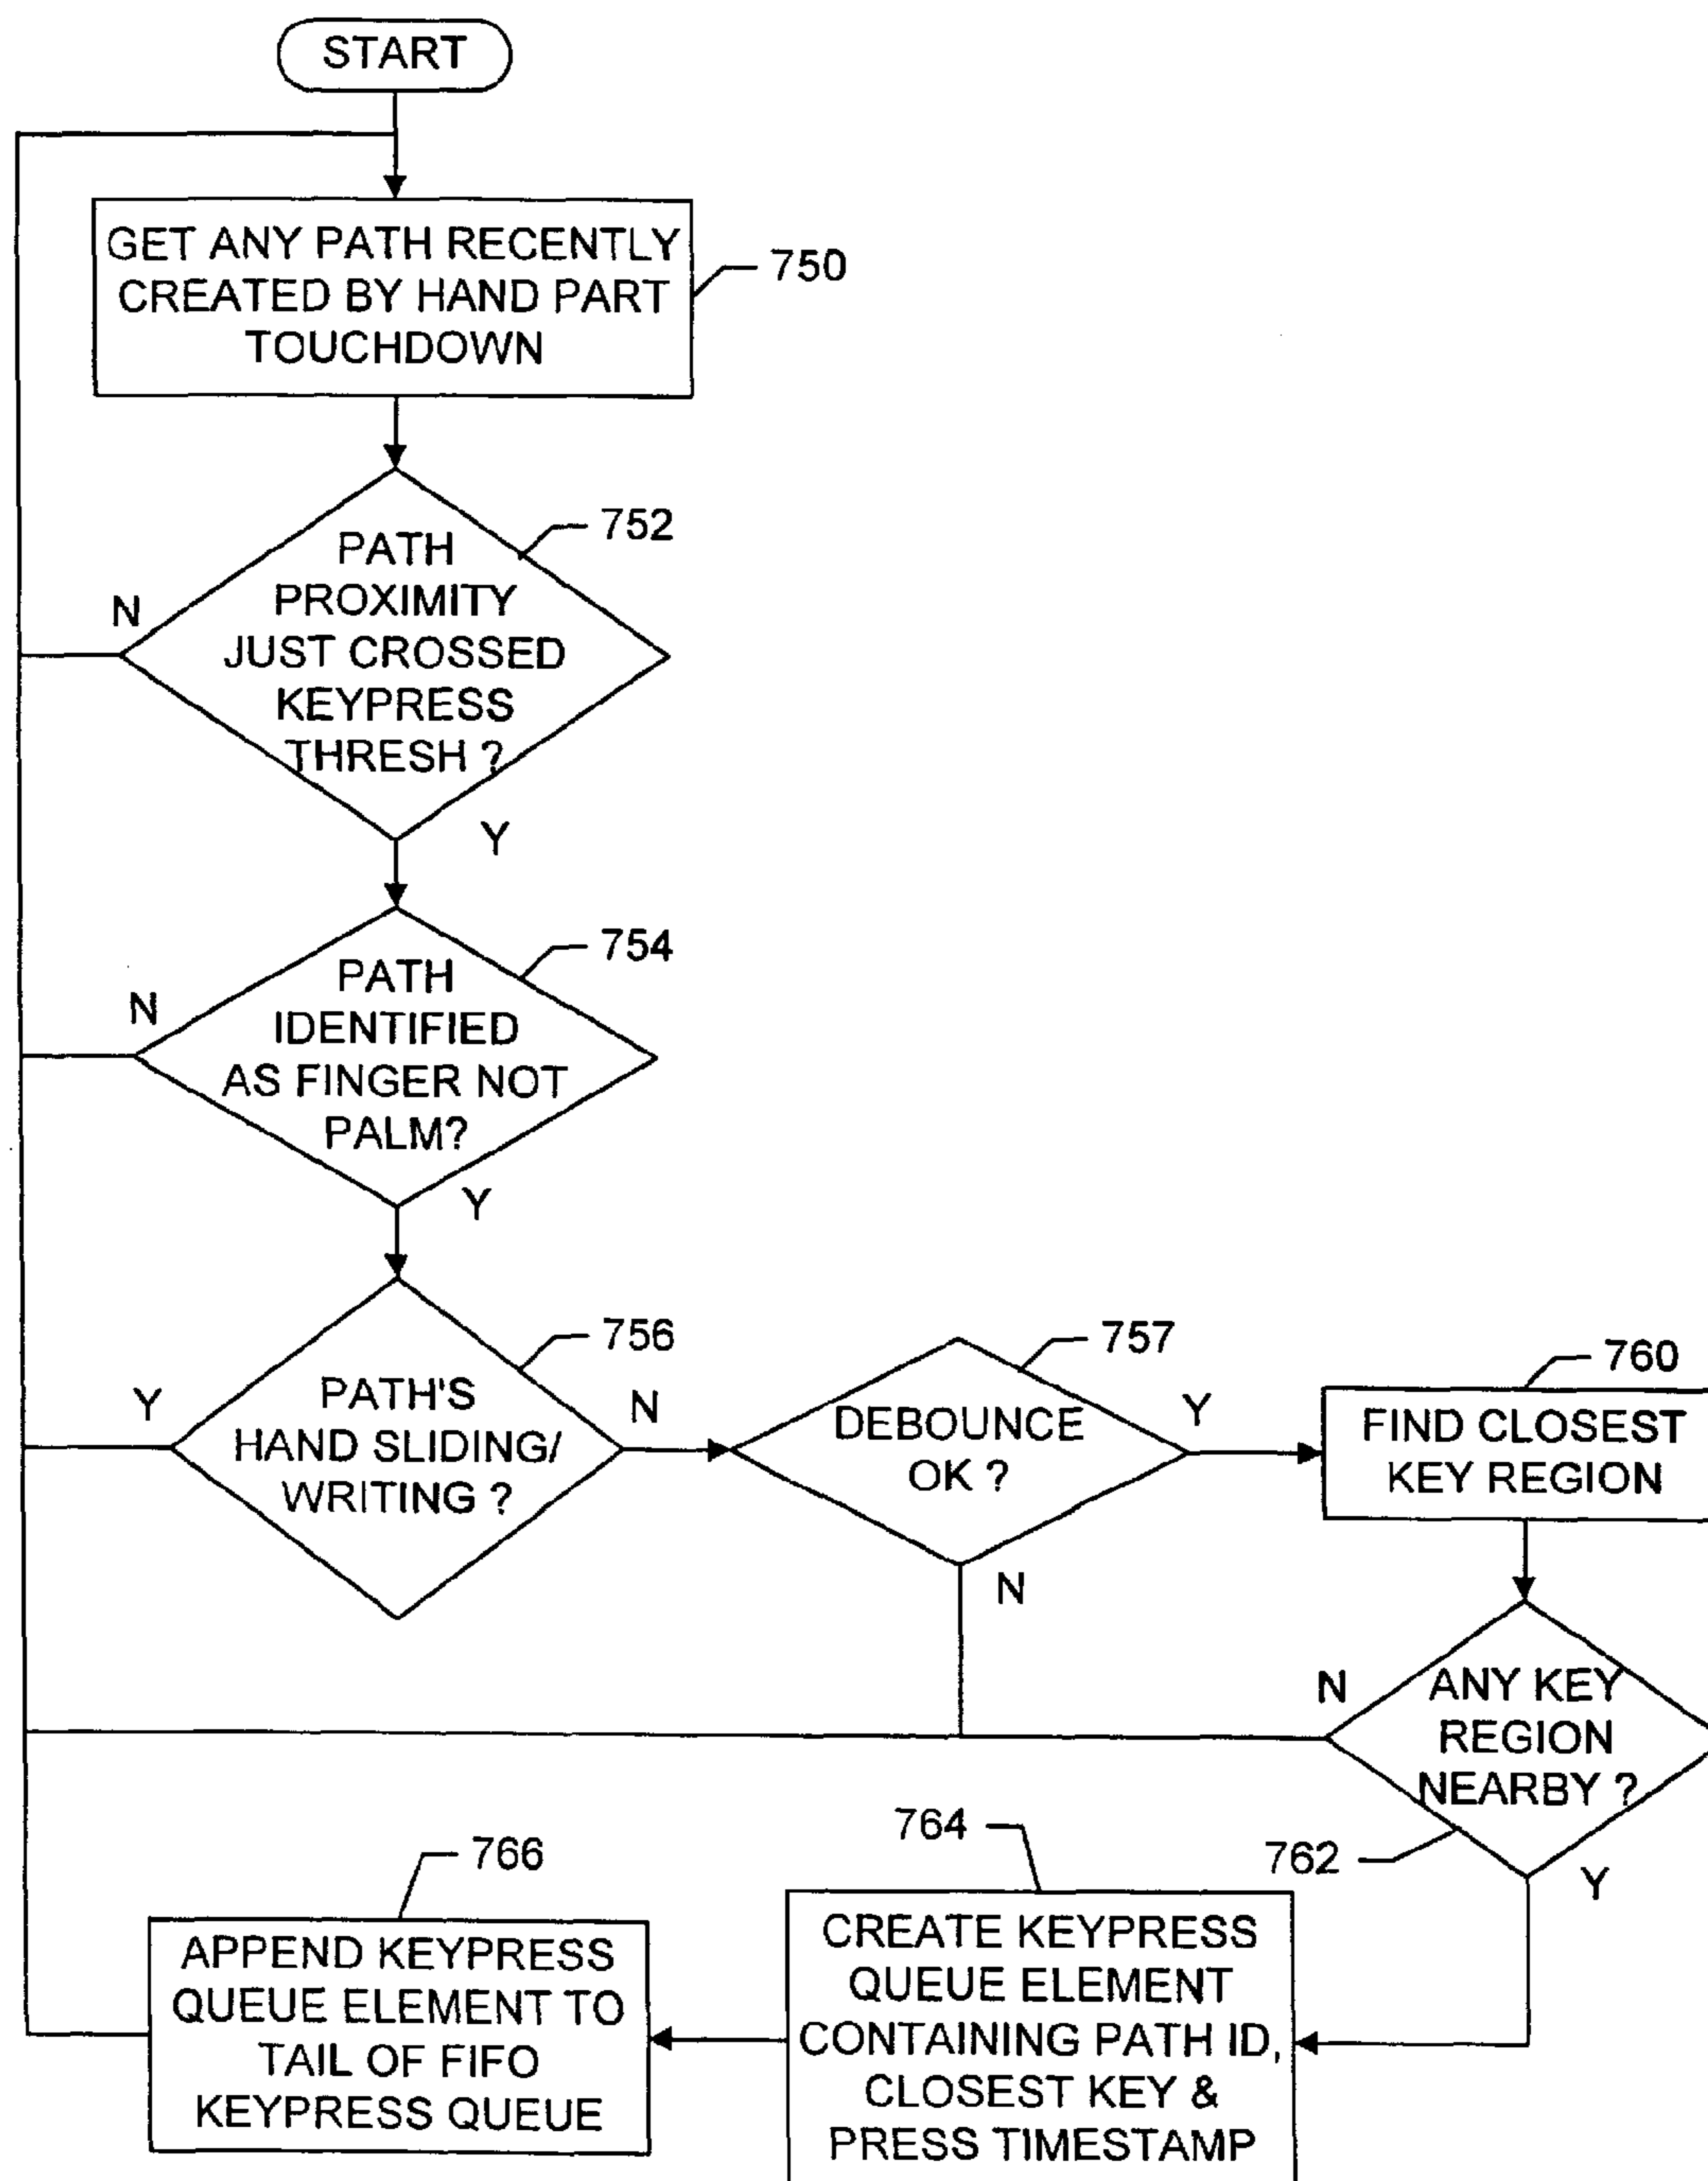 START
GET ANY PATH RECENTLY
CREATED BY HAND PART
TOUCHDOWN
750
752
PATH
PROXIMITY
JUST CROSSED
KEYPRESS
THRESH ?
N
Y
754
PATH
IDENTIFIED
AS FINGER NOT
PALM?
N
Y
756
PATH'S
HAND SLIDING/
WRITING ?
Y
N
757
DEBOUNCE
OK ?
Y
N
760
FIND CLOSEST
KEY REGION
N
ANY KEY
REGION
NEARBY ?
762
Y
764
CREATE KEYPRESS
QUEUE ELEMENT
CONTAINING PATH ID,
CLOSEST KEY &
PRESS TIMESTAMP
766
APPEND KEYPRESS
QUEUE ELEMENT TO
TAIL OF FIFO
KEYPRESS QUEUE